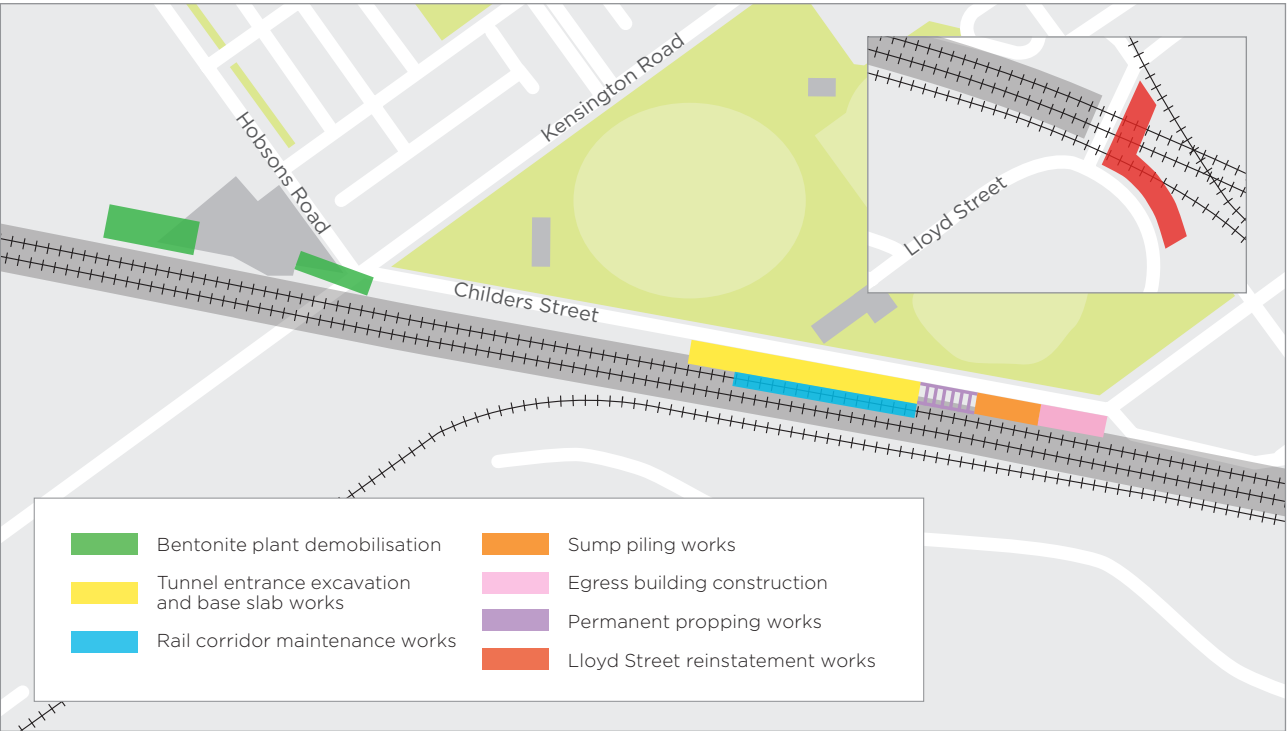 Kensington Road
Hobsons Road
Lloyd Street
Childers Street
Bentonite plant demobilisation
Tunnel entrance excavation
and base slab works
Rail corridor maintenance works
Sump piling works
Egress building construction
Permanent propping works
Lloyd Street reinstatement works